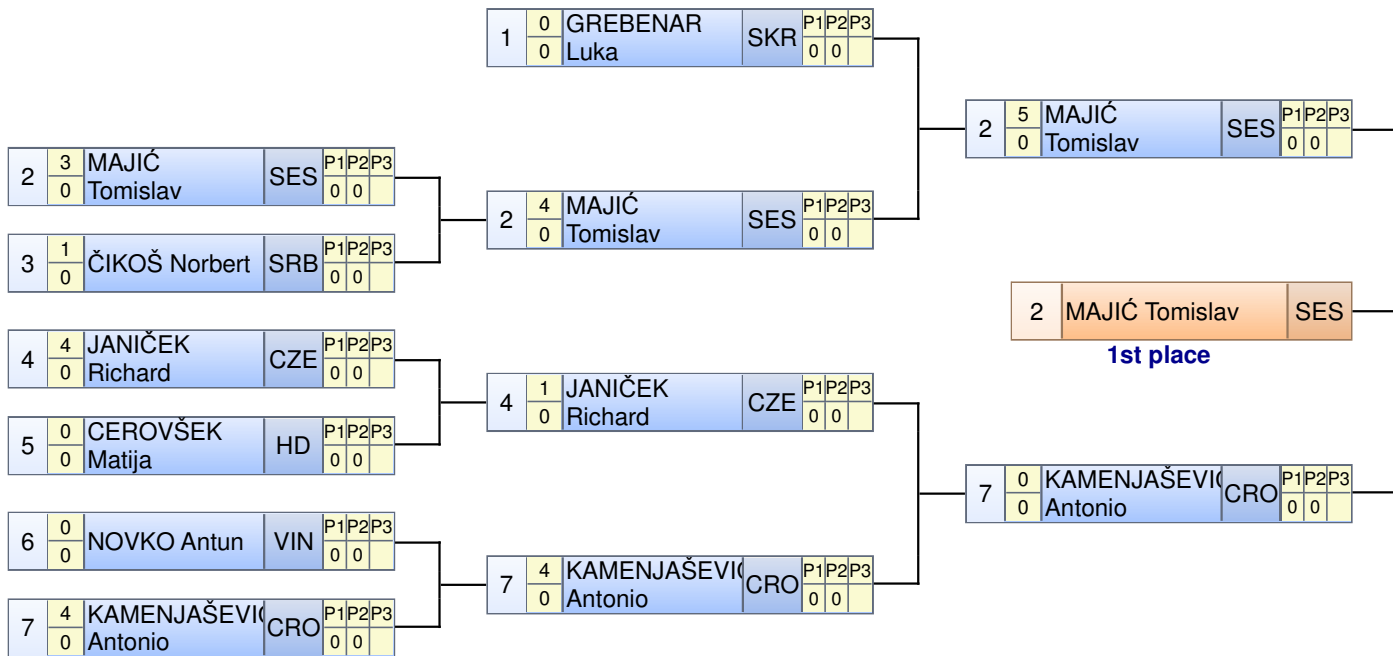 1 0 0 GREBENAR Luka SKR P1 P2 P3 0 0
2 5 0 MAJIĆ Tomislav SES P1 P2 P3 0 0
2 3 0 MAJIĆ Tomislav SES P1 P2 P3 0 0
2 4 0 MAJIĆ Tomislav SES P1 P2 P3 0 0
3 1 0 ČIKOŠ Norbert SRB P1 P2 P3 0 0
2 MAJIĆ Tomislav SES
1st place
4 4 0 JANIČEK Richard CZE P1 P2 P3 0 0
4 1 0 JANIČEK Richard CZE P1 P2 P3 0 0
5 0 0 CEROVŠEK Matija HD P1 P2 P3 0 0
7 0 0 KAMENJAŠEVIĆ Antonio CRO P1 P2 P3 0 0
6 0 0 NOVKO Antun VIN P1 P2 P3 0 0
7 4 0 KAMENJAŠEVIĆ Antonio CRO P1 P2 P3 0 0
7 4 0 KAMENJAŠEVIĆ Antonio CRO P1 P2 P3 0 0